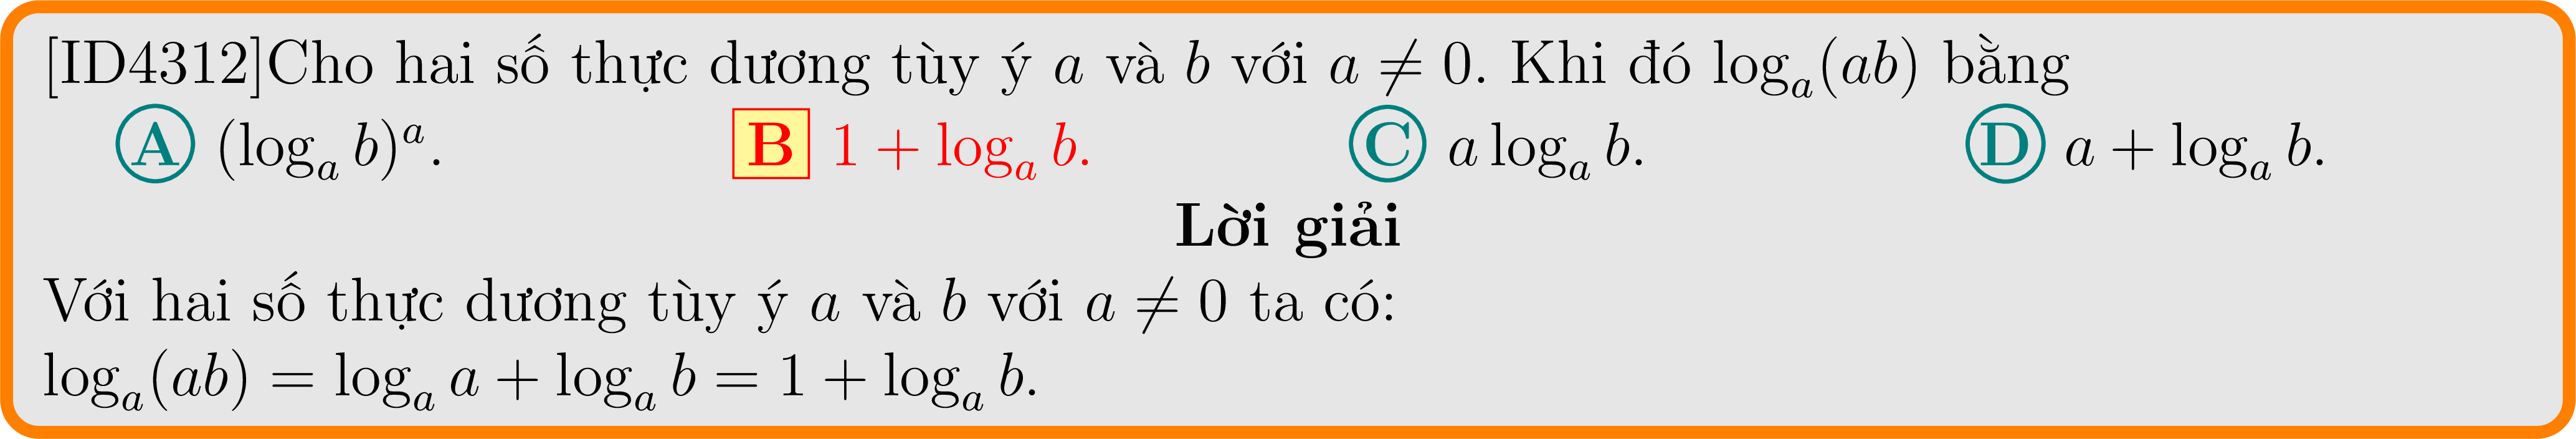 [ID4312]Cho hai số thực dương tùy ý a và b với a ≠ 0. Khi đó log_a(ab) bằng
A (log_a b)^a. B 1 + log_a b. C a log_a b. D a + log_a b.
Lời giải
Với hai số thực dương tùy ý a và b với a ≠ 0 ta có:
log_a(ab) = log_a a + log_a b = 1 + log_a b.